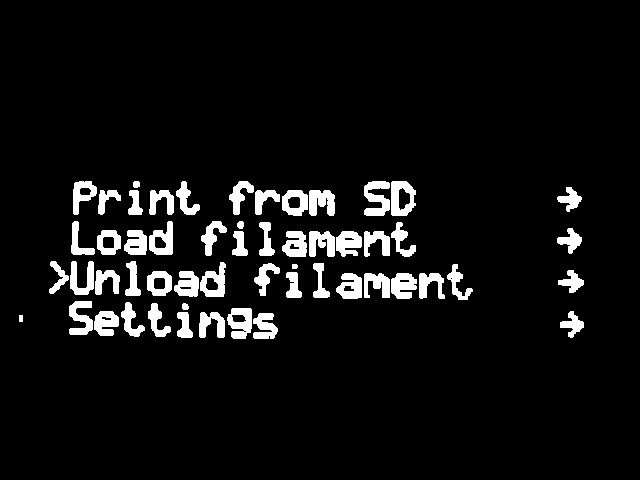 Print from SD →
Load filament →
>Unload filament →
Settings →